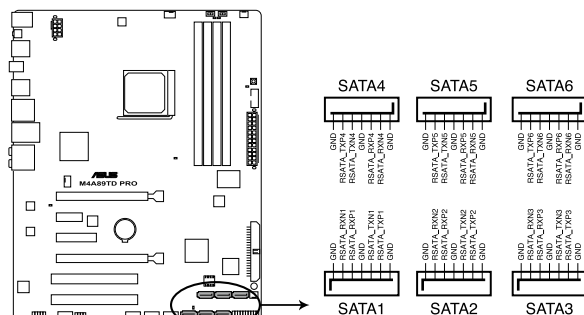 SATA4 SATA5 SATA6
GND
RSATA_TXP4
RSATA_TXN4
GND
RSATA_RXP4
RSATA_RXN4
GND
GND
RSATA_TXP5
RSATA_TXN5
GND
RSATA_RXP5
RSATA_RXN5
GND
GND
RSATA_TXP6
RSATA_TXN6
GND
RSATA_RXP6
RSATA_RXN6
GND
ASUS
M4A89TD PRO
GND
RSATA_RXN1
RSATA_RXP1
GND
RSATA_TXN1
RSATA_TXP1
GND
GND
RSATA_RXN2
RSATA_RXP2
GND
RSATA_TXN2
RSATA_TXP2
GND
GND
RSATA_RXN3
RSATA_RXP3
GND
RSATA_TXN3
RSATA_TXP3
GND
SATA1 SATA2 SATA3